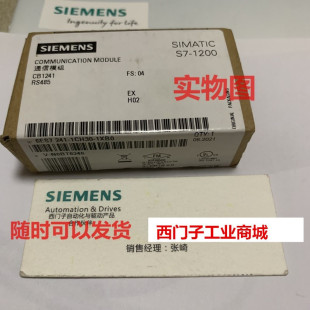 SIEMENS
SIEMENS
COMMUNICATION MODULE
通信模块
CB1241
RS485
FS: 04
EX
H02
SIMATIC
S7-1200
实物图
SIEMENS
Automation & Drives
西门子自动化与驱动产品
随时可以发货
西门子工业商城
销售经理：张崎